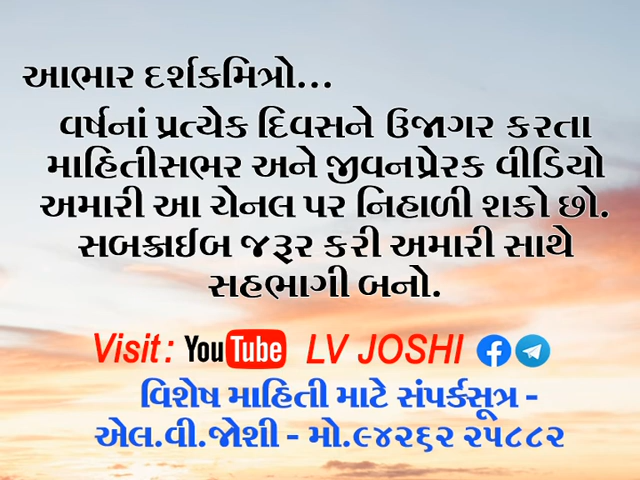 આભાર દર્શકમિત્રો...
વર્ષનાં પ્રત્યેક દિવસને ઉજાગર કરતા
માહિતીસભર અને જીવનપ્રેરક વીડિયો
અમારી આ ચેનલ પર નિહાળી શકો છો.
સબક્રાઈબ જરૂર કરી અમારી સાથે
સહભાગી બનો.
Visit : YouTube LV JOSHI
વિશેષ માહિતી માટે સંપર્કસૂત્ર -
એલ.વી.જોશી - મો.૯૪૨૬૨ ૨૫૮૮૨